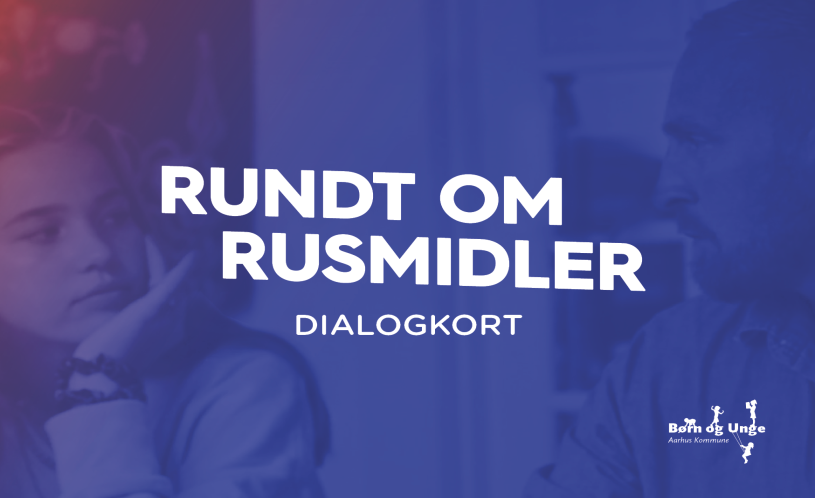 RUNDT OM
RUSMIDLER
DIALOGKORT
Børn og Unge
Aarhus Kommune